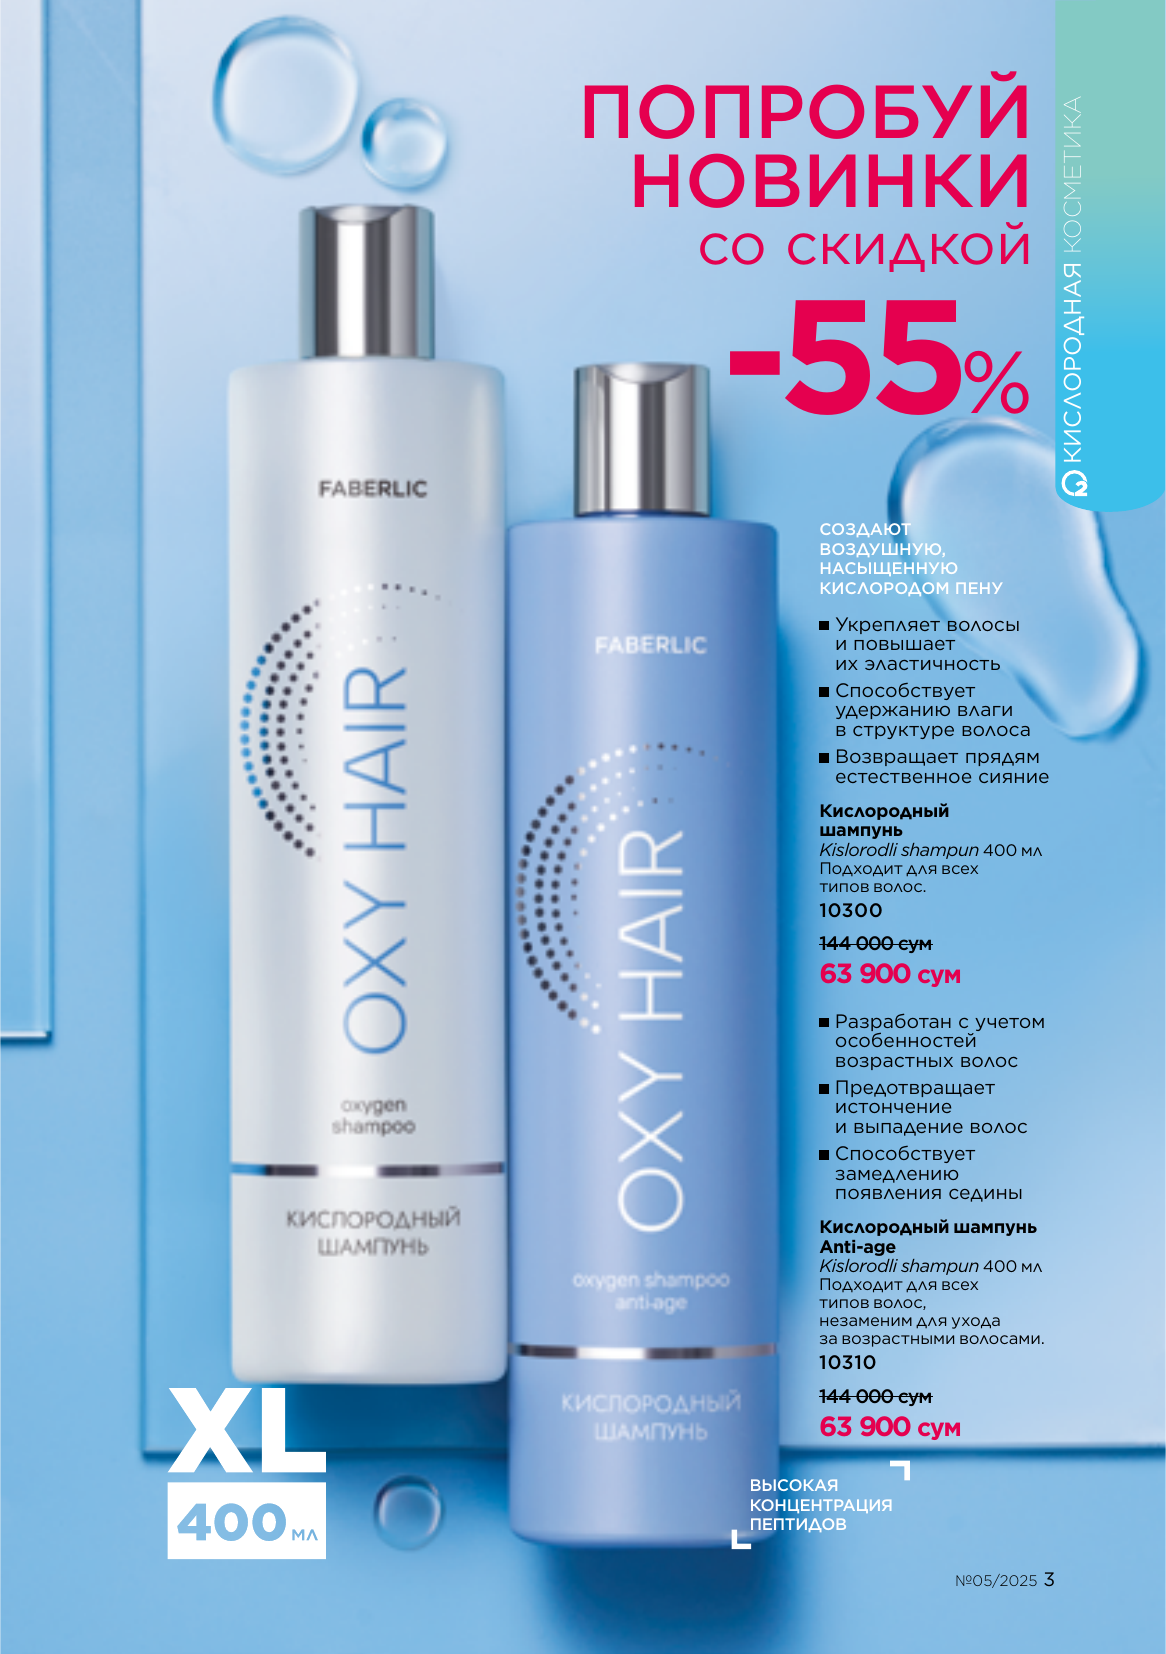 ПОПРОБУЙ
НОВИНКИ
СО СКИДКОЙ
-55%
КИСЛОРОДНАЯ КОСМЕТИКА
O2
FABERLIC
OXY HAIR
oxygen
shampoo
КИСЛОРОДНЫЙ
ШАМПУНЬ
FABERLIC
OXY HAIR
oxygen shampoo
anti-age
КИСЛОРОДНЫЙ
ШАМПУНЬ
СОЗДАЮТ
ВОЗДУШНУЮ,
НАСЫЩЕННУЮ
КИСЛОРОДОМ ПЕНУ
■ Укрепляет волосы
и повышает
их эластичность
■ Способствует
удержанию влаги
в структуре волоса
■ Возвращает прядям
естественное сияние
Кислородный
шампунь
Kislorodli shampun 400 мл
Подходит для всех
типов волос.
10300
144 000 сум
63 900 сум
■ Разработан с учетом
особенностей
возрастных волос
■ Предотвращает
истончение
и выпадение волос
■ Способствует
замедлению
появления седины
Кислородный шампунь
Anti-age
Kislorodli shampun 400 мл
Подходит для всех
типов волос,
незаменим для ухода
за возрастными волосами.
10310
144 000 сум
63 900 сум
XL
400 мл
ВЫСОКАЯ
КОНЦЕНТРАЦИЯ
ПЕПТИДОВ
№05/2025 3